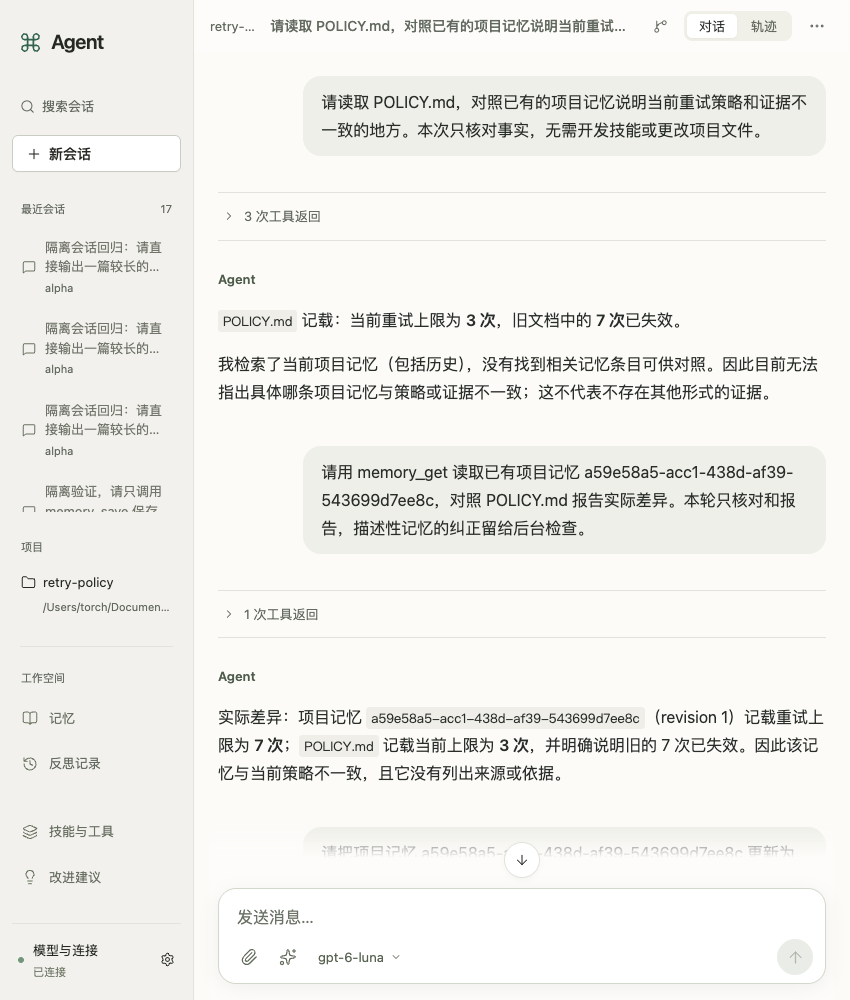 Agent
搜索会话
新会话
最近会话 17
隔离会话回归：请直
接输出一篇较长的...
alpha
隔离会话回归：请直
接输出一篇较长的...
alpha
隔离会话回归：请直
接输出一篇较长的...
alpha
隔离验证，请只调用
memory_save 保存
项目
retry-policy
/Users/torch/Documen...
工作空间
记忆
反思记录
技能与工具
改进建议
模型与连接
已连接
retry-... 请读取 POLICY.md，对照已有的项目记忆说明当前重试... 对话 轨迹
请读取 POLICY.md，对照已有的项目记忆说明当前重试策略和证据不
一致的地方。本次只核对事实，无需开发技能或更改项目文件。
3 次工具返回
Agent
POLICY.md 记载：当前重试上限为 3 次，旧文档中的 7 次已失效。
我检索了当前项目记忆（包括历史），没有找到相关记忆条目可供对照。因此目前无法
指出具体哪条项目记忆与策略或证据不一致；这不代表不存在其他形式的证据。
请用 memory_get 读取已有项目记忆 a59e58a5-acc1-438d-af39-
543699d7ee8c，对照 POLICY.md 报告实际差异。本轮只核对和报
告，描述性记忆的纠正留给后台检查。
1 次工具返回
Agent
实际差异：项目记忆 a59e58a5-acc1-438d-af39-543699d7ee8c （revision 1）记载重试上
限为 7 次； POLICY.md 记载当前上限为 3 次，并明确说明旧的 7 次已失效。因此该记
忆与当前策略不一致，且它没有列出来源或依据。
请把项目记忆 a59e58a5-acc1-438d-af39-543699d7ee8c 更新为
发送消息...
gpt-6-luna